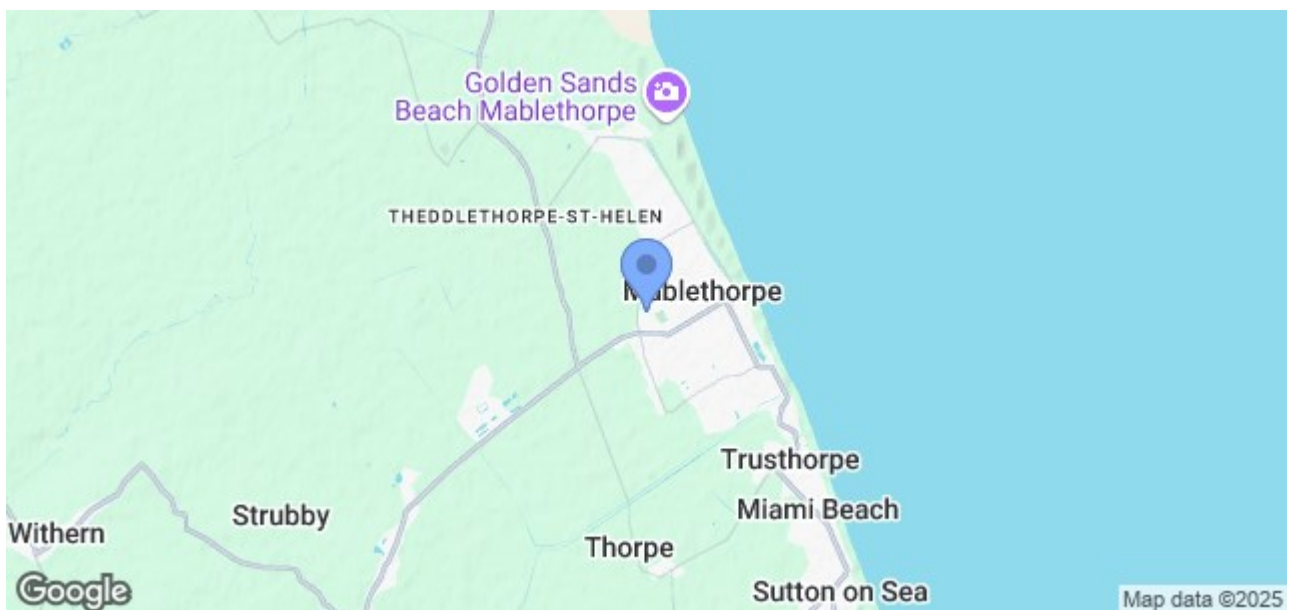 Golden Sands
Beach Mablethorpe
THEDDLETHORPE-ST-HELEN
Mablethorpe
Trusthorpe
Miami Beach
Strubby
Withern
Thorpe
Sutton on Sea
Google
Map data ©2025